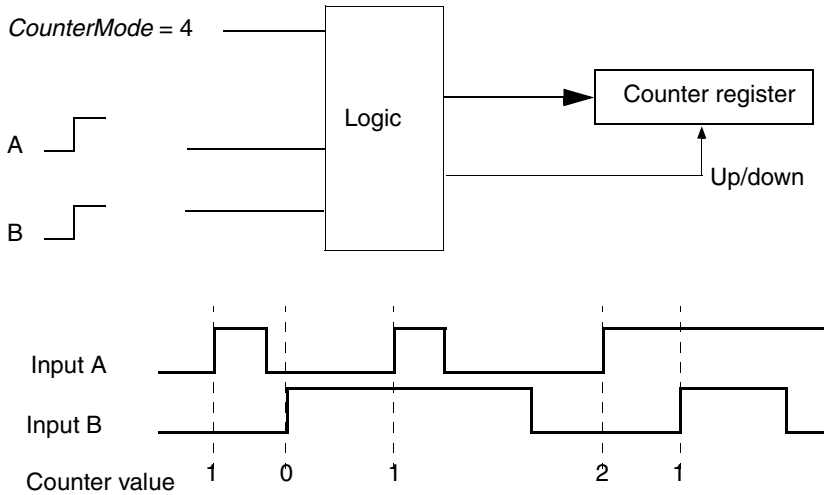 CounterMode = 4
Logic
Counter register
A
Up/down
B
Input A
Input B
Counter value 1 0 1 2 1